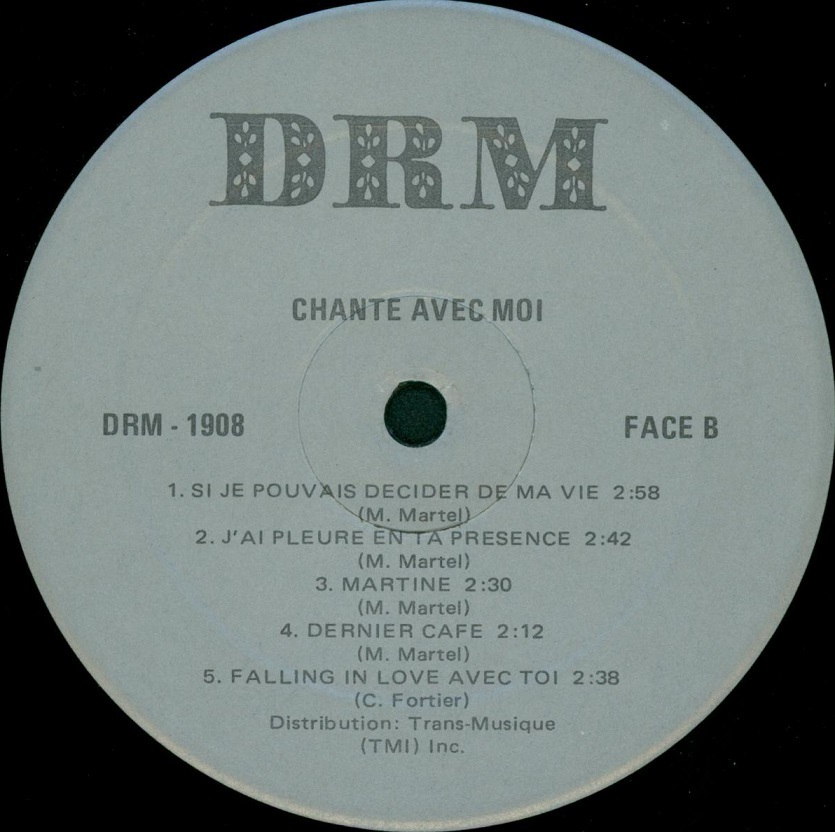 DRM
CHANTE AVEC MOI
DRM - 1908
FACE B
1. SI JE POUVAIS DECIDER DE MA VIE 2:58
(M. Martel)
2. J'AI PLEURE EN TA PRESENCE 2:42
(M. Martel)
3. MARTINE 2:30
(M. Martel)
4. DERNIER CAFE 2:12
(M. Martel)
5. FALLING IN LOVE AVEC TOI 2:38
(C. Fortier)
Distribution: Trans-Musique
(TMI) Inc.